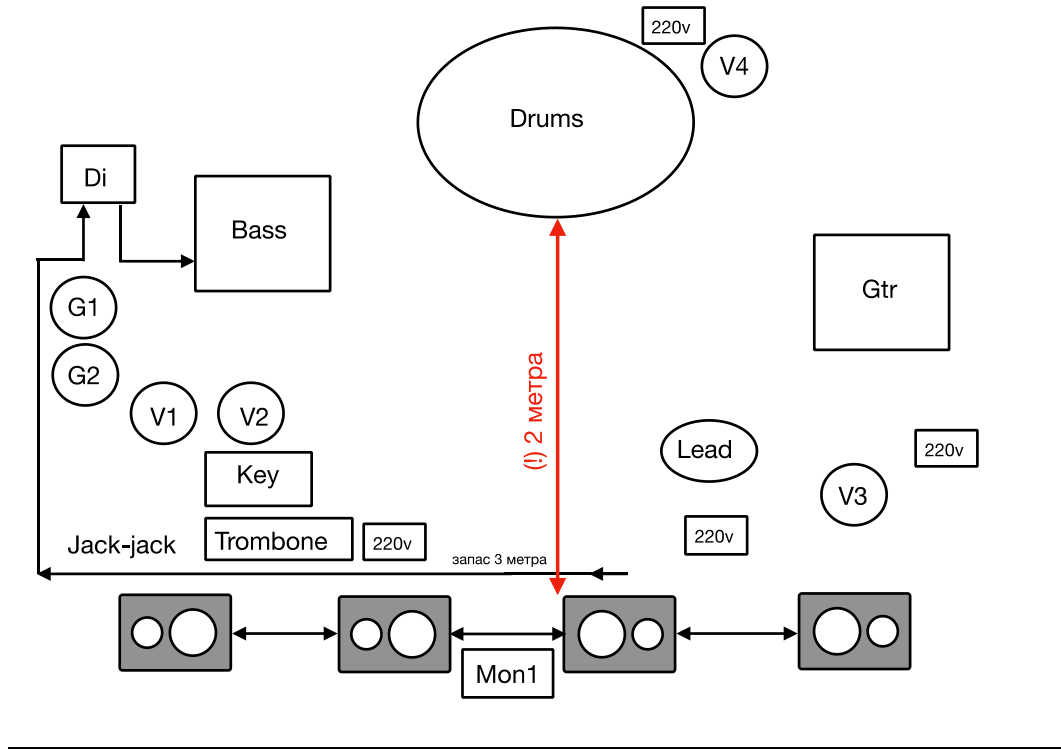 220v
V4
Drums
Di
Bass
G1
Gtr
G2
(!) 2 метра
V1
V2
Lead
220v
Key
V3
Jack-jack
Trombone
220v
220v
запас 3 метра
Mon1